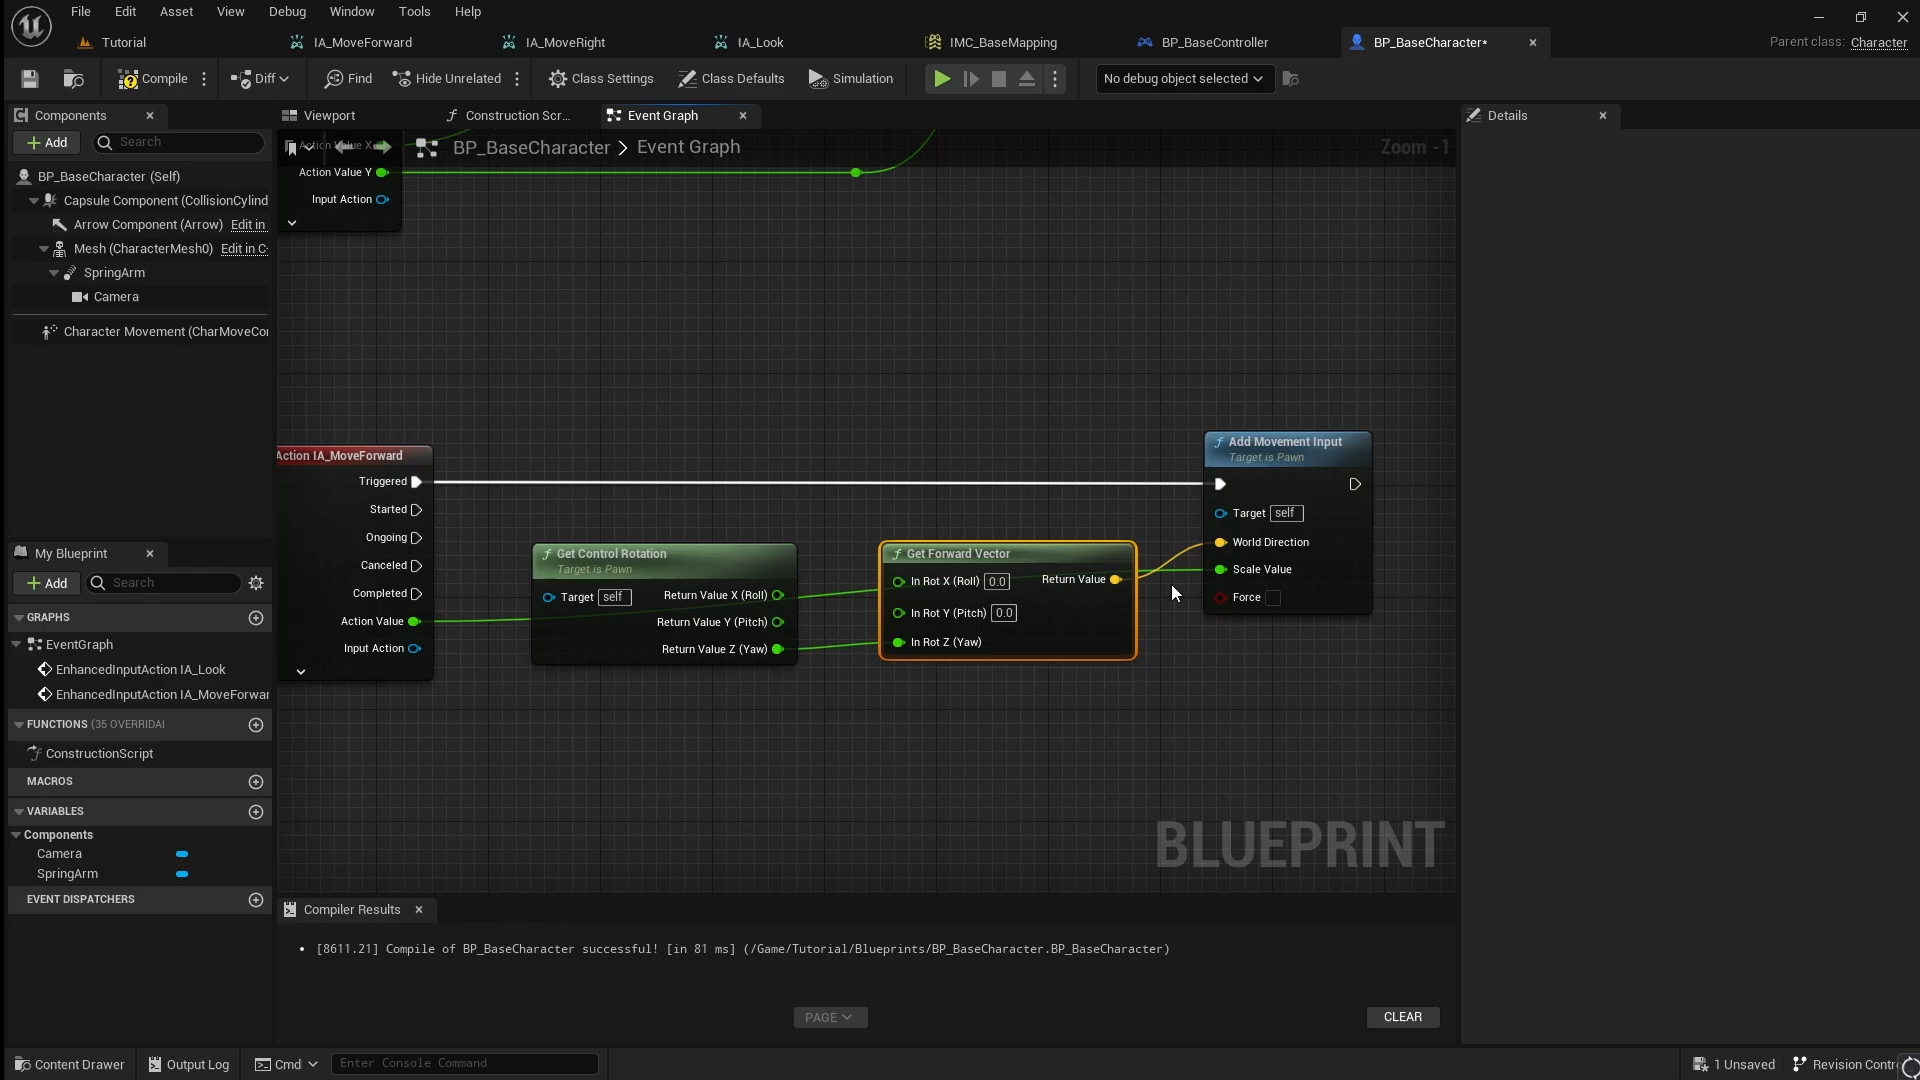 File Edit Asset View Debug Window Tools Help
Tutorial IA_MoveForward IA_MoveRight IA_Look IMC_BaseMapping BP_BaseController BP_BaseCharacter* Parent class: Character
Compile Diff Find Hide Unrelated Class Settings Class Defaults Simulation No debug object selected
Components
Viewport Construction Scr... Event Graph
Details
Add Search
BP_BaseCharacter > Event Graph
Zoom -1
Action Value X
Action Value Y
Input Action
BP_BaseCharacter (Self)
Capsule Component (CollisionCylind
Arrow Component (Arrow) Edit in
Mesh (CharacterMesh0) Edit in C
SpringArm
Camera
Character Movement (CharMoveCo
Action IA_MoveForward
Triggered
Started
Ongoing
Canceled
Completed
Action Value
Input Action
Get Control Rotation
Target is Pawn
Target self
Return Value X (Roll)
Return Value Y (Pitch)
Return Value Z (Yaw)
Get Forward Vector
In Rot X (Roll) 0.0 Return Value
In Rot Y (Pitch) 0.0
In Rot Z (Yaw)
Add Movement Input
Target is Pawn
Target self
World Direction
Scale Value
Force
My Blueprint
Add Search
GRAPHS
EventGraph
EnhancedInputAction IA_Look
EnhancedInputAction IA_MoveForwar
FUNCTIONS (35 OVERRIDA
ConstructionScript
MACROS
VARIABLES
Components
Camera
SpringArm
EVENT DISPATCHERS
BLUEPRINT
Compiler Results
[8611.21] Compile of BP_BaseCharacter successful! [in 81 ms] (/Game/Tutorial/Blueprints/BP_BaseCharacter.BP_BaseCharacter)
PAGE CLEAR
Content Drawer Output Log Cmd Enter Console Command 1 Unsaved Revision Contr